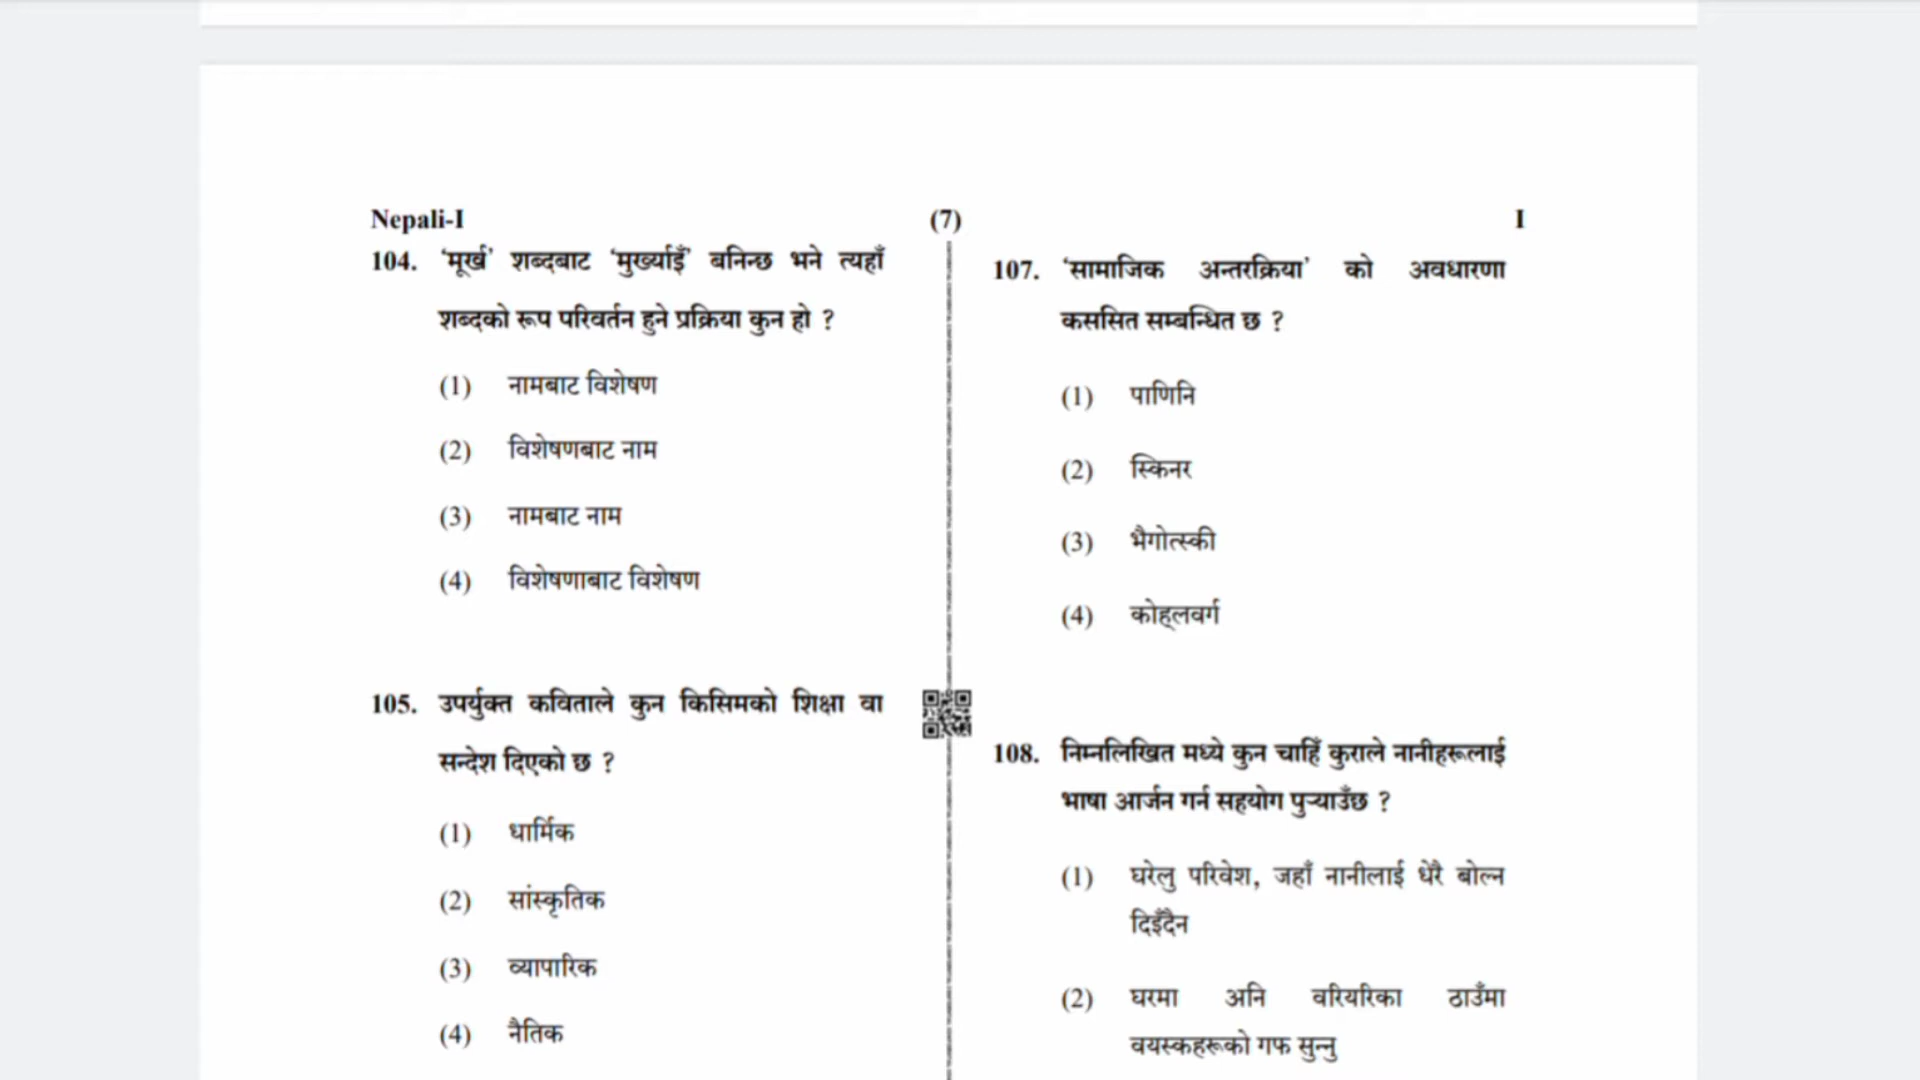 Nepali-I
(7)
I
104. 'मूर्ख' शब्दबाट 'मुर्ख्याइँ' बनिन्छ भने त्यहाँ
शब्दको रूप परिवर्तन हुने प्रक्रिया कुन हो ?
(1) नामबाट विशेषण
(2) विशेषणबाट नाम
(3) नामबाट नाम
(4) विशेषणाबाट विशेषण
105. उपर्युक्त कविताले कुन किसिमको शिक्षा वा
सन्देश दिएको छ ?
(1) धार्मिक
(2) सांस्कृतिक
(3) व्यापारिक
(4) नैतिक
107. 'सामाजिक अन्तरक्रिया' को अवधारणा
कससित सम्बन्धित छ ?
(1) पाणिनि
(2) स्किनर
(3) भैगोत्स्की
(4) कोह्लवर्ग
108. निम्नलिखित मध्ये कुन चाहिँ कुराले नानीहरूलाई
भाषा आर्जन गर्न सहयोग पुऱ्याउँछ ?
(1) घरेलु परिवेश, जहाँ नानीलाई धेरै बोल्न
दिइँदैन
(2) घरमा अनि वरियरिका ठाउँमा
वयस्कहरूको गफ सुन्नु